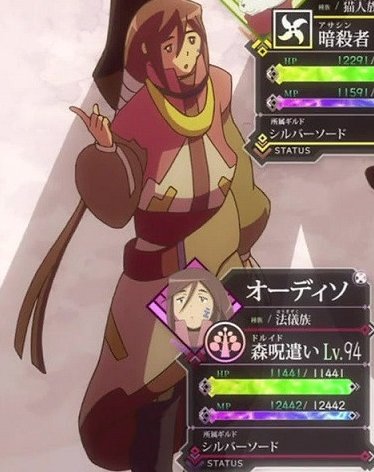 種族 / 猫人族
アサシン
暗殺者
HP 12291/
MP 11591/
所属ギルド
シルバーソード
STATUS
オーディソ
種族 / 法儀族
ドルイド
森呪遣い Lv.94
HP 11441/ 11441
MP 12442/ 12442
所属ギルド
シルバーソード